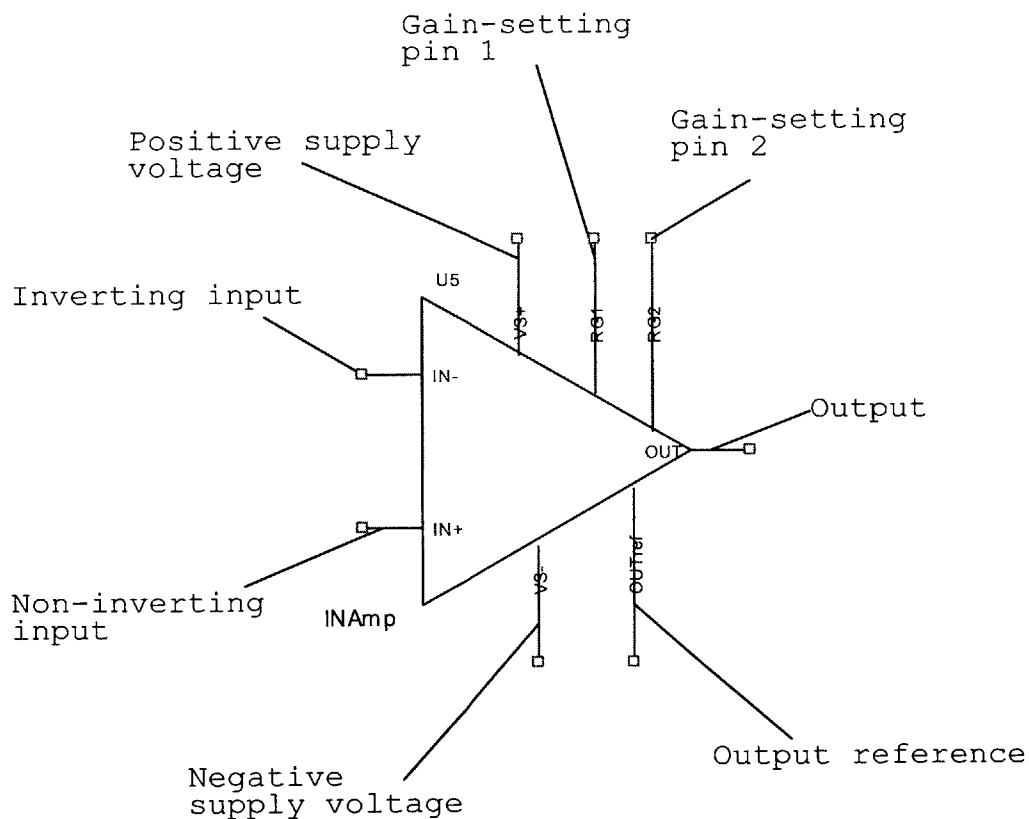 Gain-setting
pin 1
Gain-setting
pin 2
Positive supply
voltage
U5
Inverting input
VS+
RG1
RG2
IN-
Output
OUT
IN+
VS-
OUTref
Non-inverting
input
INAmp
Output reference
Negative
supply voltage